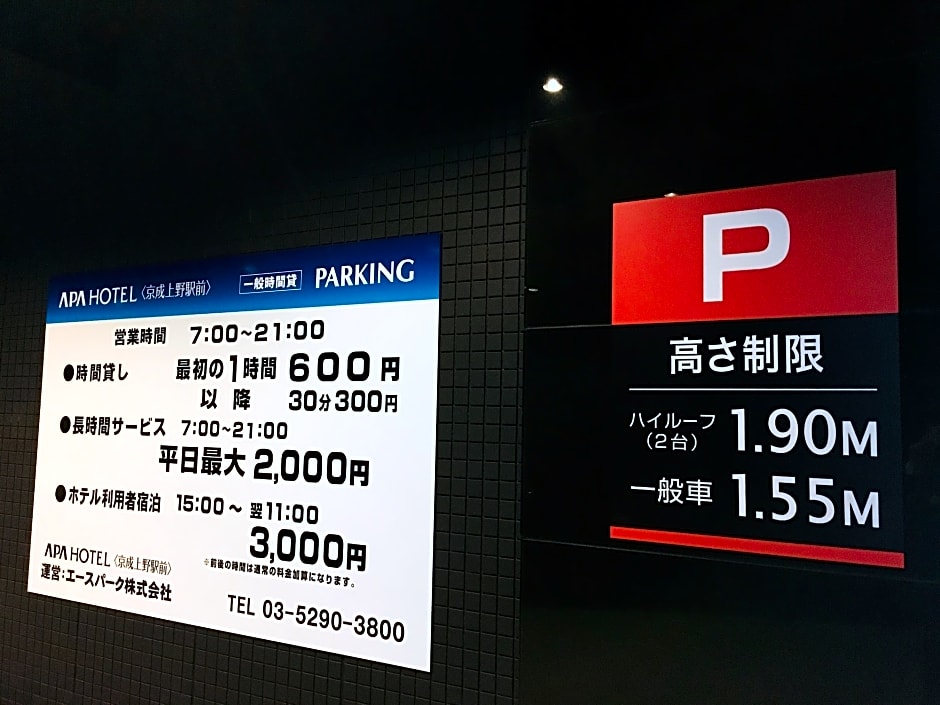 APA HOTEL〈京成上野駅前〉 一般時間貸 PARKING
営業時間 7:00~21:00
●時間貸し 最初の1時間 600円
以降 30分300円
●長時間サービス 7:00~21:00
平日最大2,000円
●ホテル利用者宿泊 15:00~翌11:00
3,000円
※前後の時間は通常の料金加算になります。
APA HOTEL〈京成上野駅前〉
運営:エースパーク株式会社
TEL 03-5290-3800
P
高さ制限
ハイルーフ(2台) 1.90M
一般車 1.55M